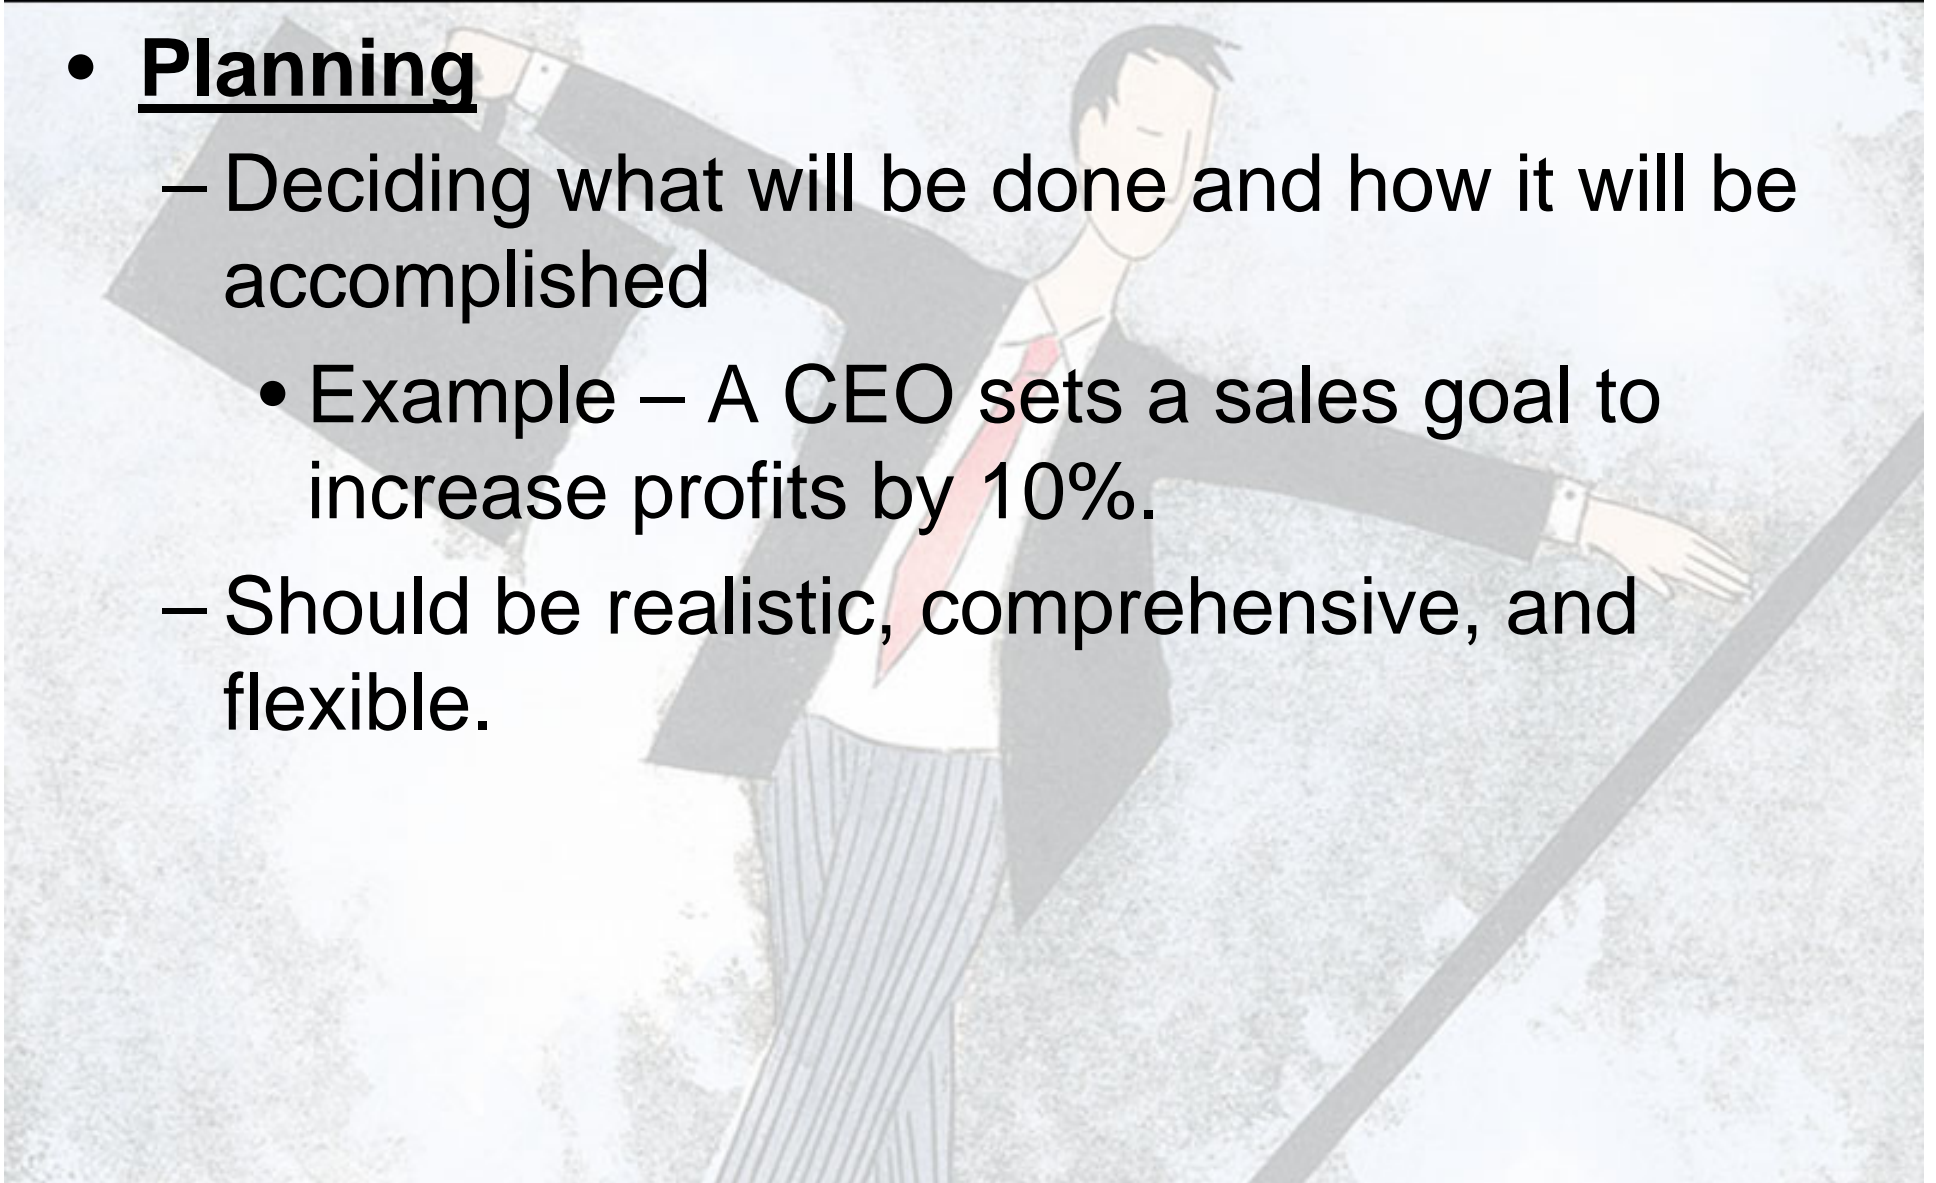 • Planning
– Deciding what will be done and how it will be
accomplished
• Example – A CEO sets a sales goal to
increase profits by 10%.
– Should be realistic, comprehensive, and
flexible.